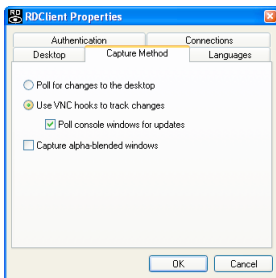 RD RDClient Properties
Authentication Connections
Desktop Capture Method Languages
Poll for changes to the desktop
Use VNC hooks to track changes
Poll console windows for updates
Capture alpha-blended windows
OK Cancel